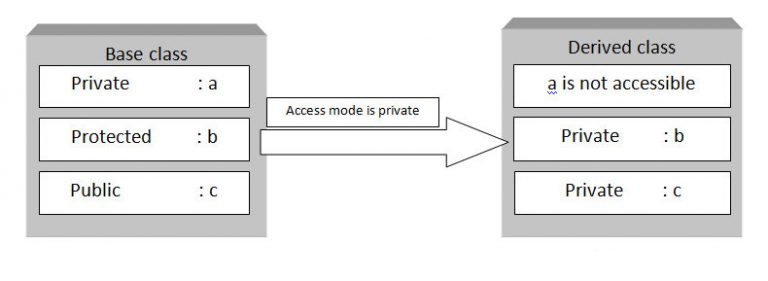 Base class
Private : a
Protected : b
Public : c
Access mode is private
Derived class
a is not accessible
Private : b
Private : c